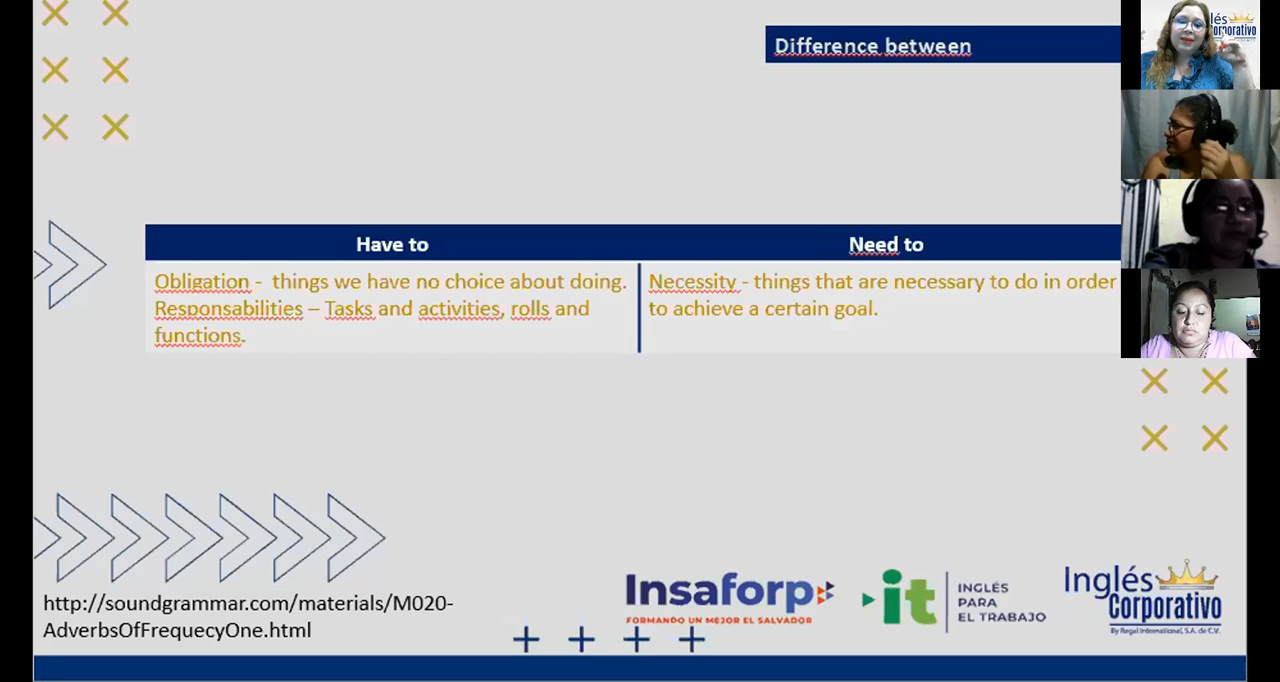 Difference between
lés
orporativo
Have to
Need to
Obligation - things we have no choice about doing.
Responsabilities – Tasks and activities, rolls and
functions.
Necessity - things that are necessary to do in order
to achieve a certain goal.
http://soundgrammar.com/materials/M020-
AdverbsOfFrequecyOne.html
Insaforp
FORMANDO UN MEJOR EL SALVADOR
it
INGLÉS
PARA
EL TRABAJO
Inglés
Corporativo
By Regal International, S.A. de C.V.